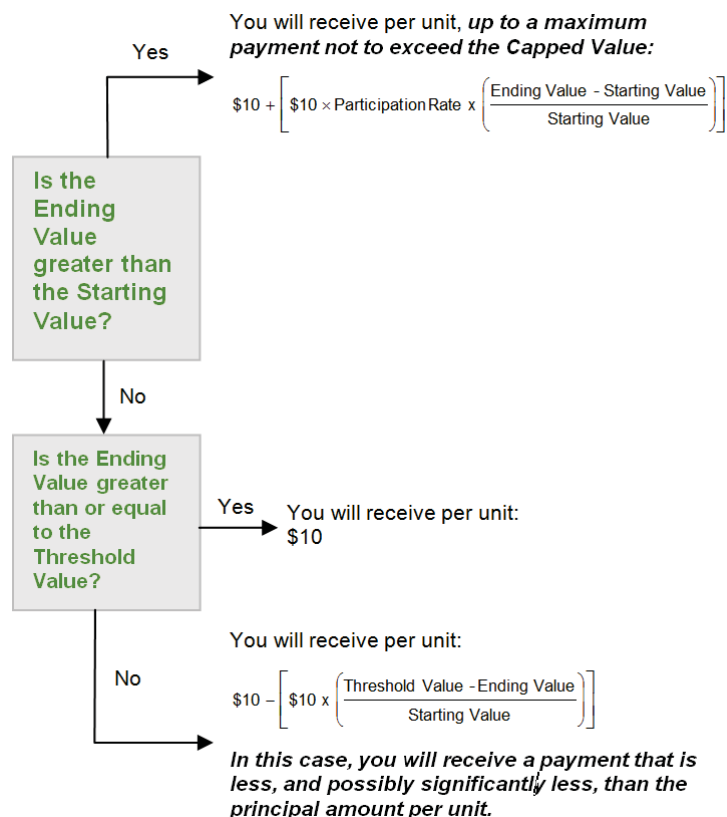 You will receive per unit, up to a maximum
payment not to exceed the Capped Value:
Yes
$10 + [ $10 × Participation Rate x ( Ending Value - Starting Value / Starting Value ) ]
Is the
Ending
Value
greater than
the Starting
Value?
No
Is the Ending
Value greater
than or equal
to the
Threshold
Value?
Yes
You will receive per unit:
$10
No
You will receive per unit:
$10 – [ $10 x ( Threshold Value - Ending Value / Starting Value ) ]
In this case, you will receive a payment that is
less, and possibly significantly less, than the
principal amount per unit.